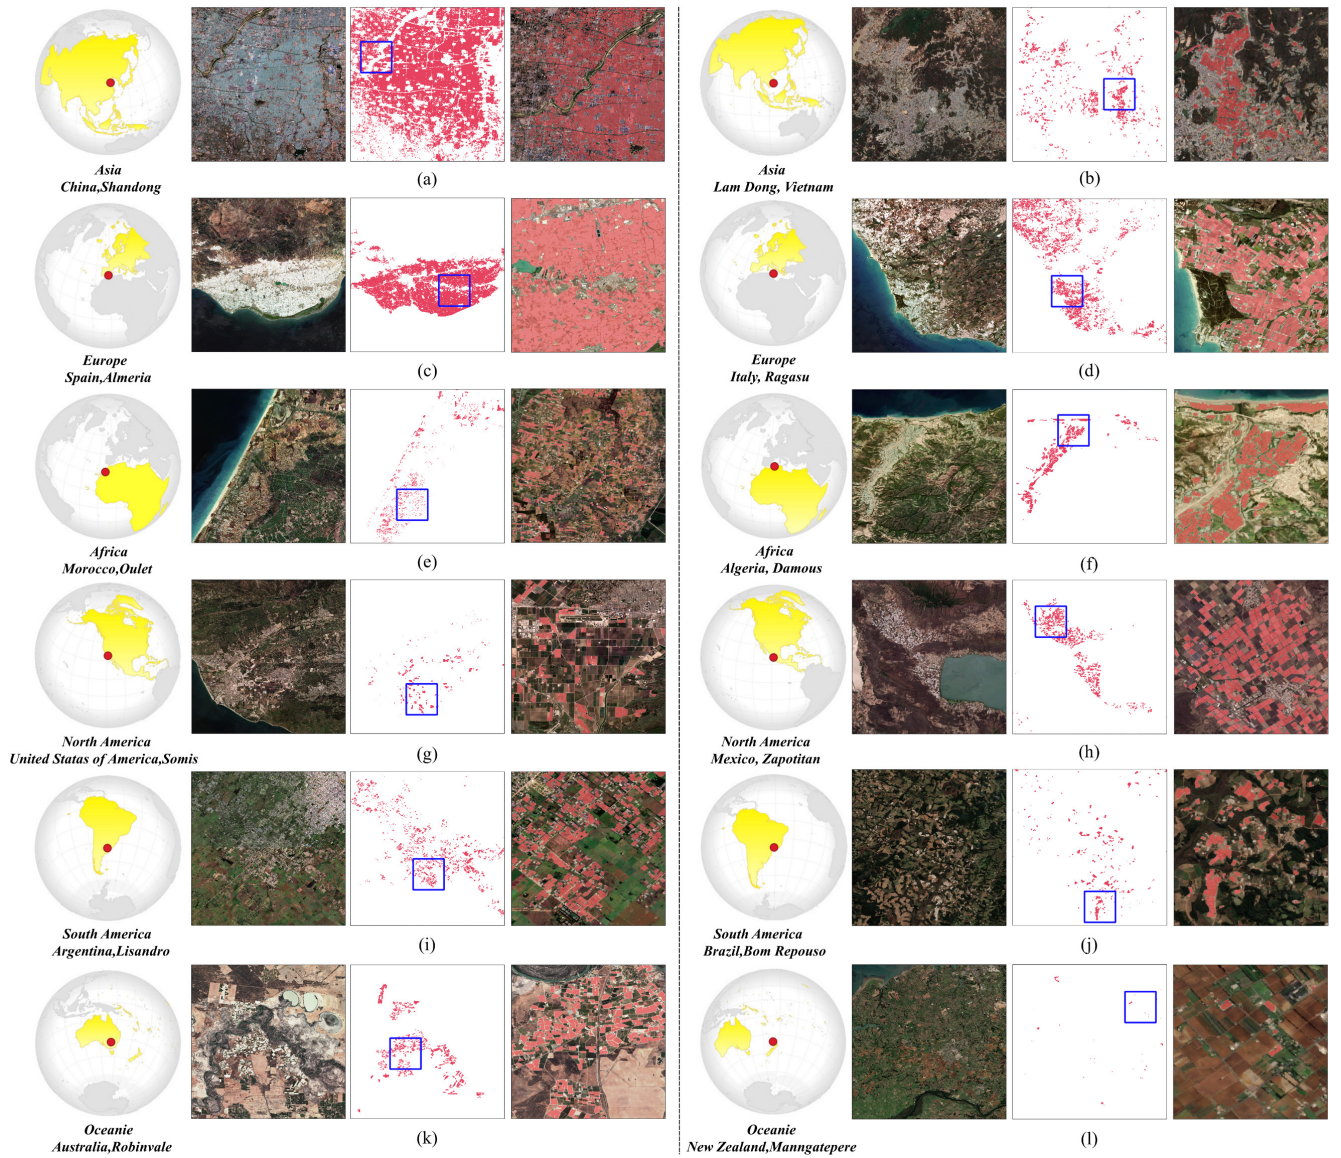 Asia
China,Shandong
(a)
Asia
Lam Dong, Vietnam
(b)
Europe
Spain,Almeria
(c)
Europe
Italy, Ragasu
(d)
Africa
Morocco,Oulet
(e)
Africa
Algeria, Damous
(f)
North America
United Statas of America,Somis
(g)
North America
Mexico, Zapotitan
(h)
South America
Argentina,Lisandro
(i)
South America
Brazil,Bom Repouso
(j)
Oceanie
Australia,Robinvale
(k)
Oceanie
New Zealand,Manngatepere
(l)